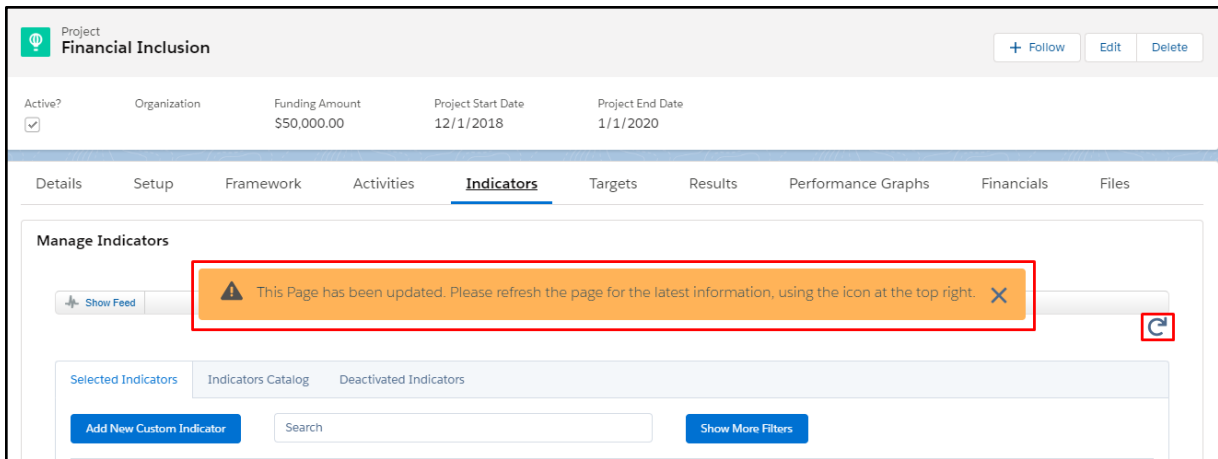 Project
Financial Inclusion
+ Follow Edit Delete
Active? Organization Funding Amount Project Start Date Project End Date
$50,000.00 12/1/2018 1/1/2020
Details Setup Framework Activities Indicators Targets Results Performance Graphs Financials Files
Manage Indicators
This Page has been updated. Please refresh the page for the latest information, using the icon at the top right.
Show Feed
Selected Indicators Indicators Catalog Deactivated Indicators
Add New Custom Indicator Search Show More Filters